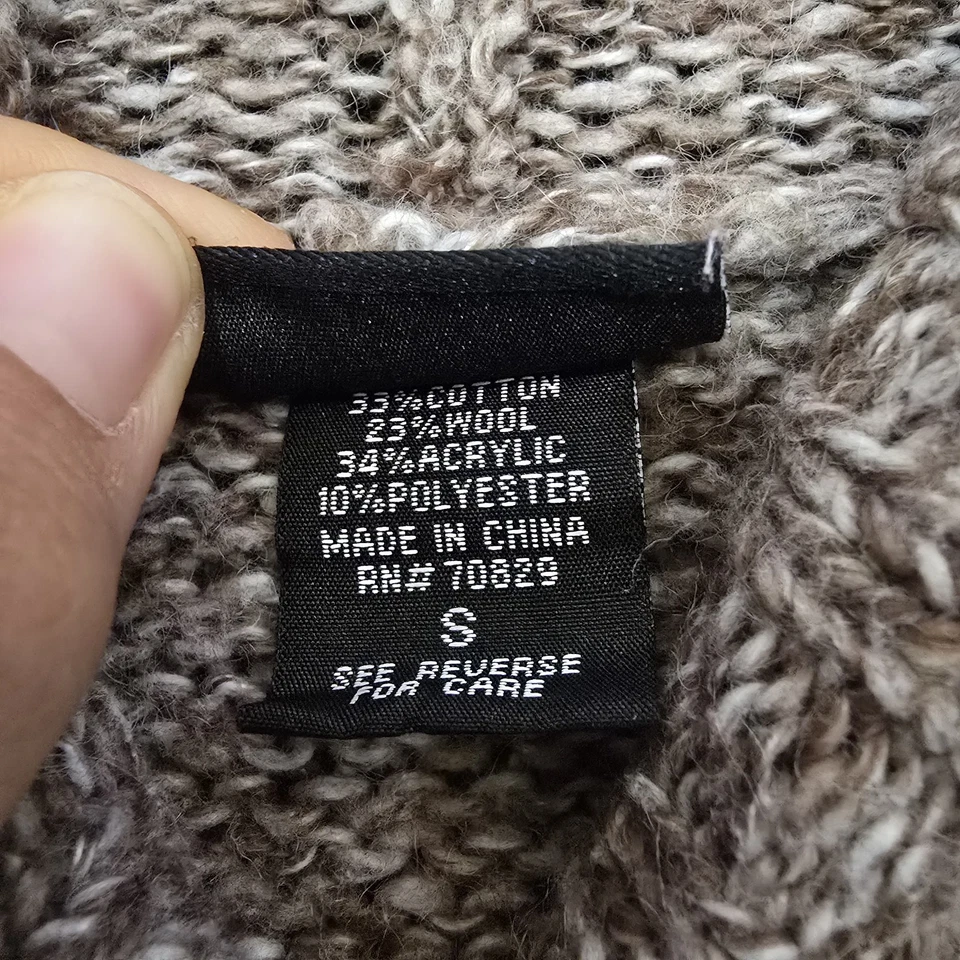 33%COTTON
23%WOOL
34%ACRYLIC
10%POLYESTER
MADE IN CHINA
RN# 70829
S
SEE REVERSE
FOR CARE